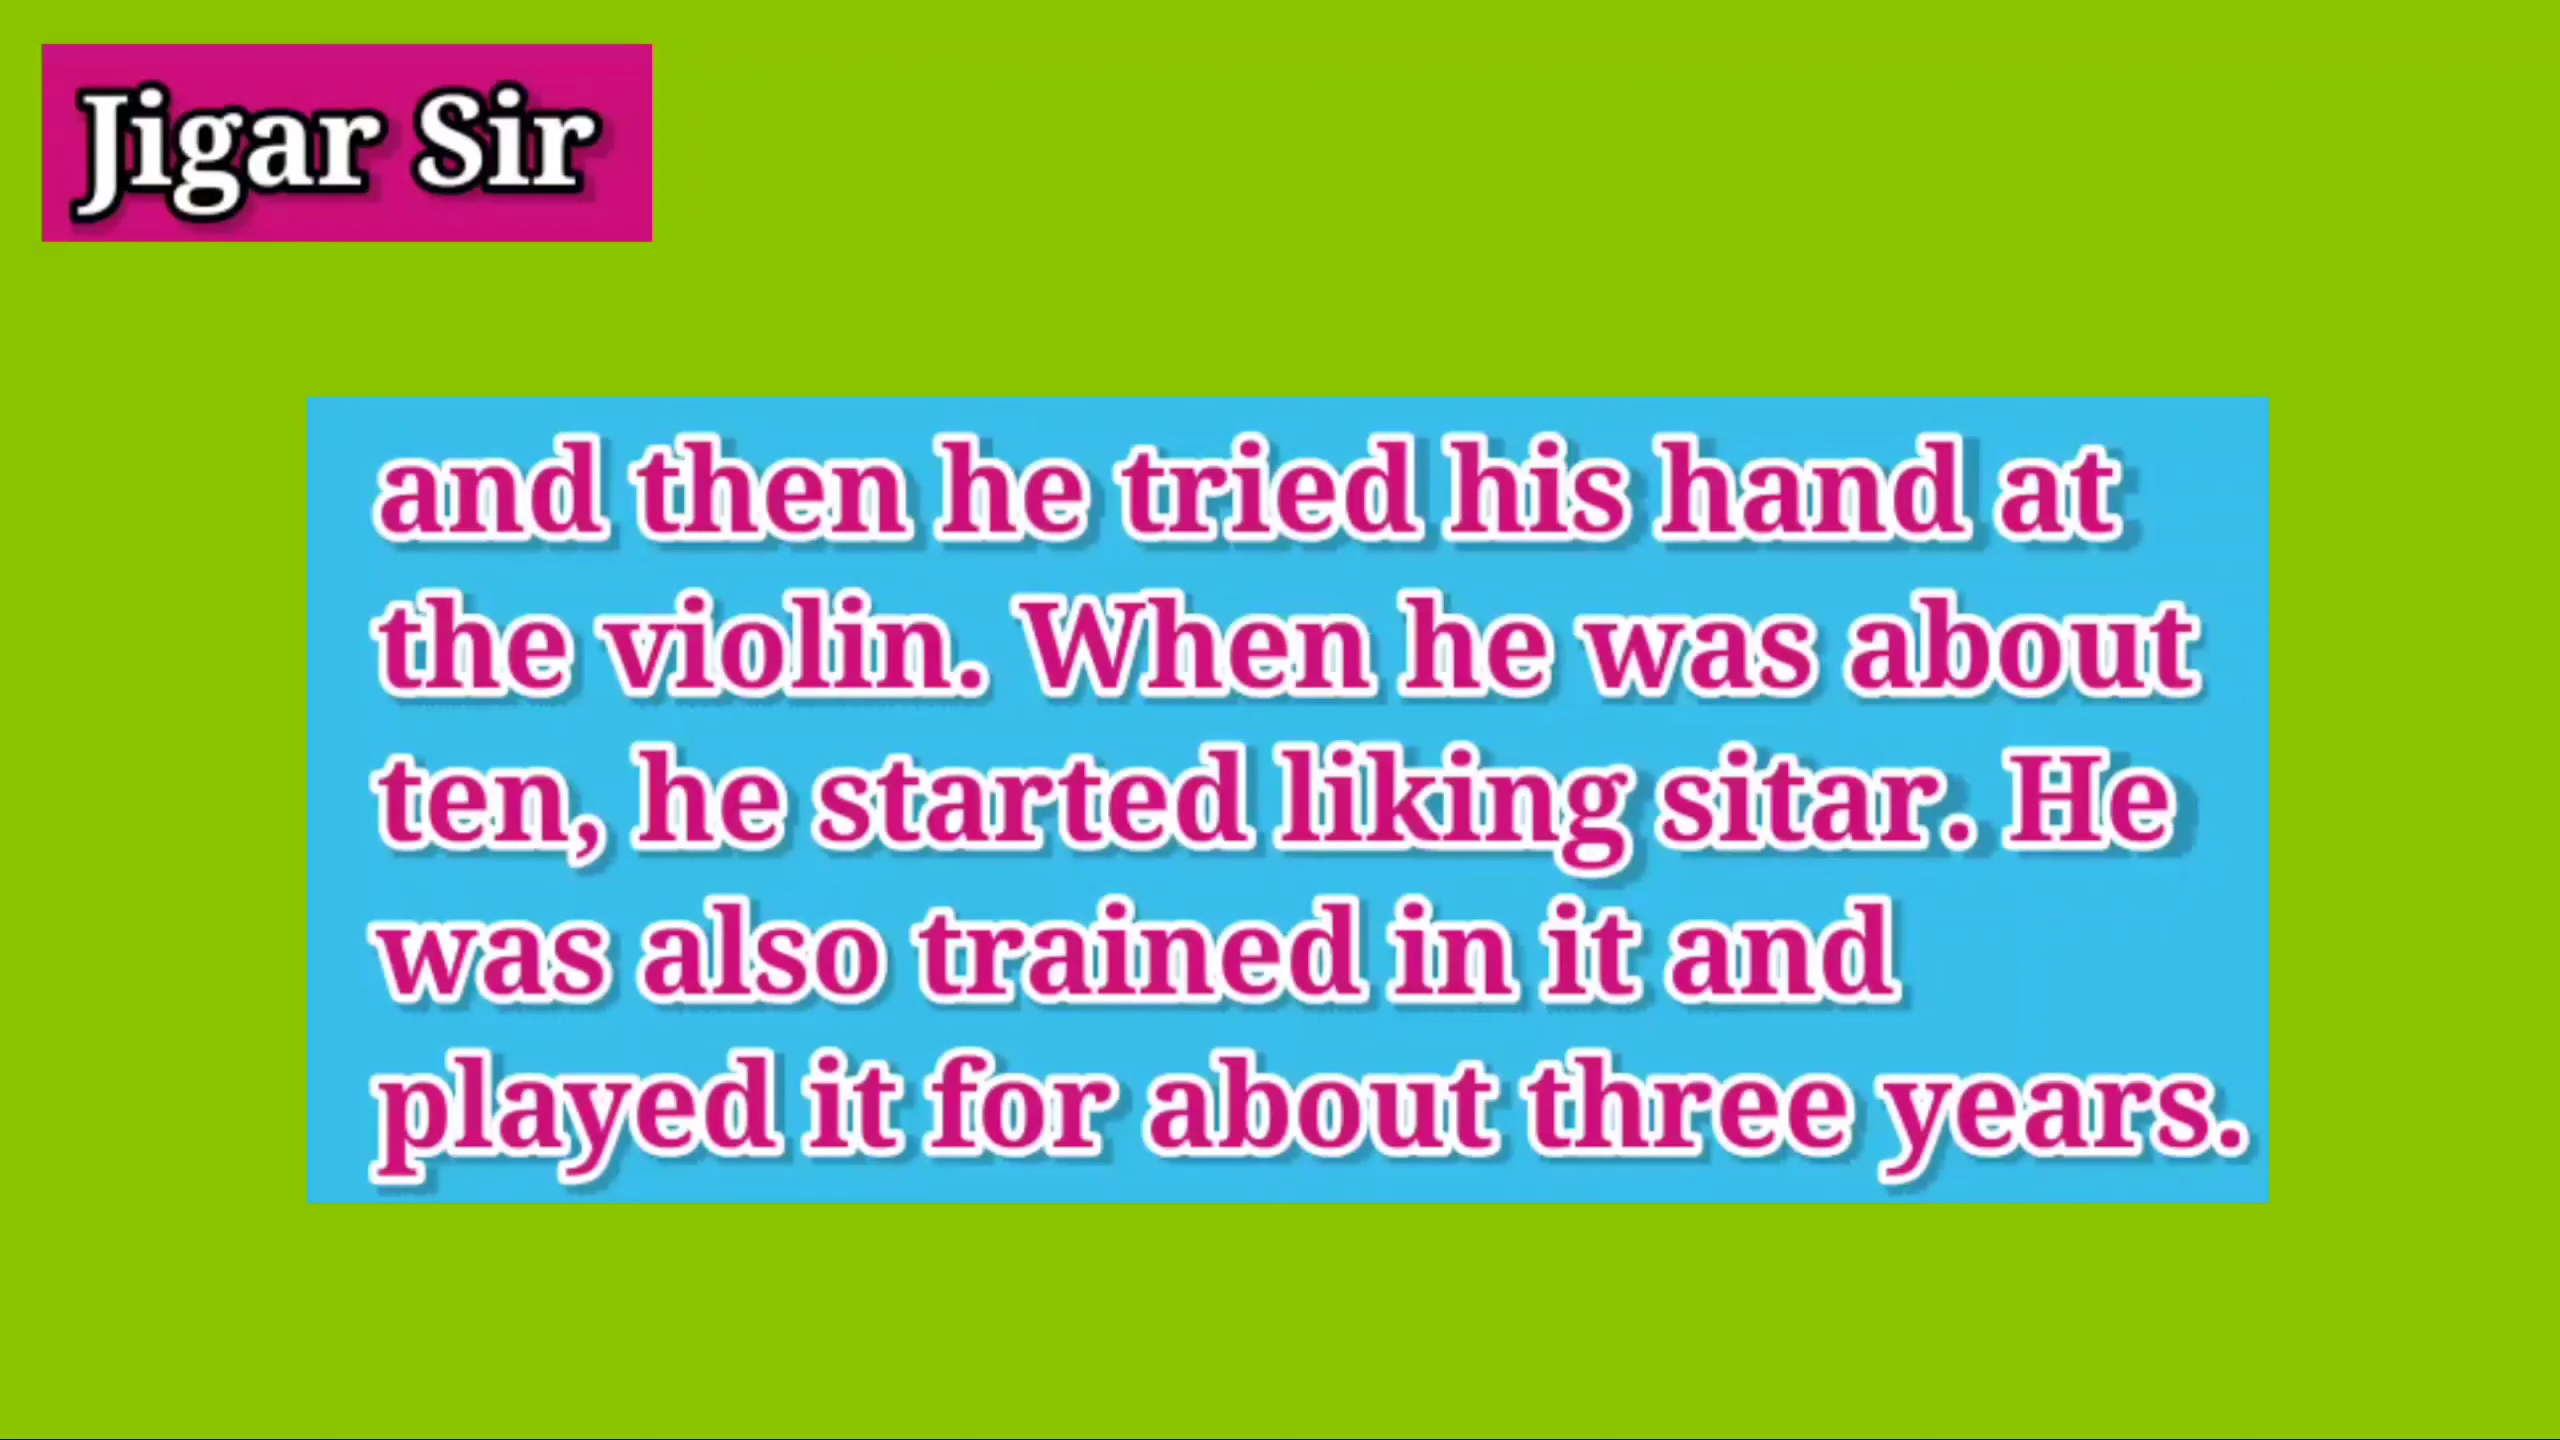 Jigar Sir
and then he tried his hand at
the violin. When he was about
ten, he started liking sitar. He
was also trained in it and
played it for about three years.